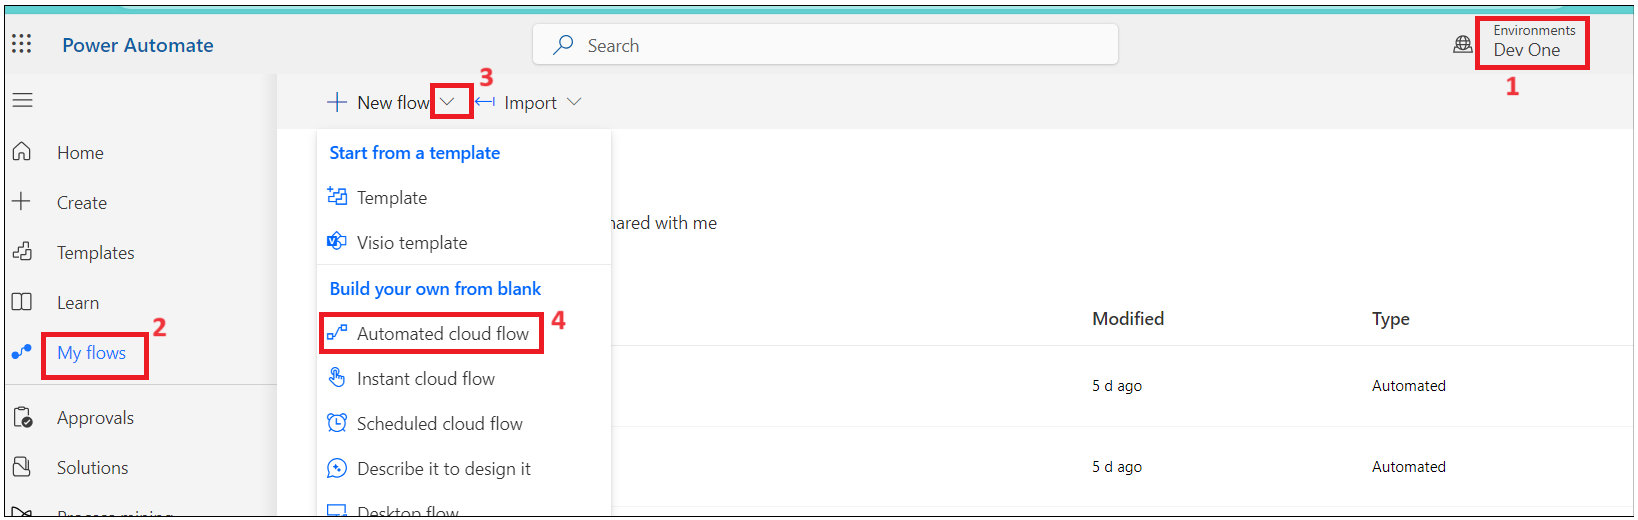 Power Automate
Search
Environments
Dev One
1
3
New flow
Import
Home
Create
Templates
Learn
2
My flows
Approvals
Solutions
Start from a template
Template
Visio template
Build your own from blank
Automated cloud flow
4
Instant cloud flow
Scheduled cloud flow
Describe it to design it
Desktop flow
hared with me
Modified
Type
5 d ago
Automated
5 d ago
Automated
Process mining